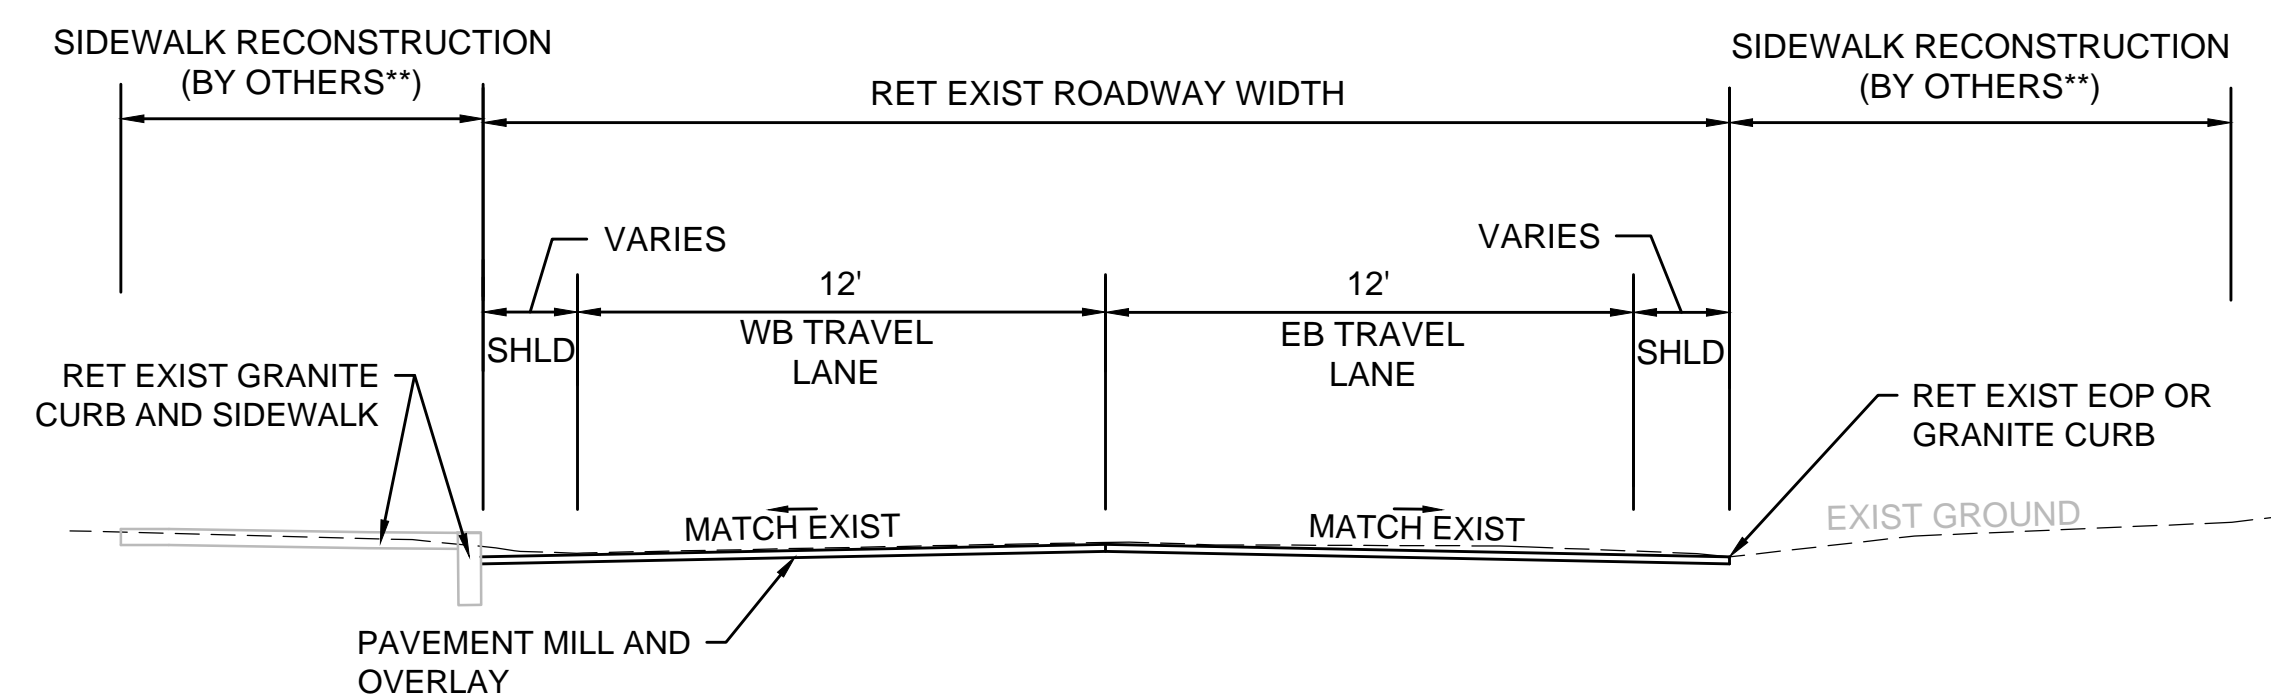 SIDEWALK RECONSTRUCTION
(BY OTHERS**)
RET EXIST ROADWAY WIDTH
SIDEWALK RECONSTRUCTION
(BY OTHERS**)
VARIES
VARIES
12'
12'
SHLD
WB TRAVEL
LANE
EB TRAVEL
LANE
SHLD
RET EXIST GRANITE
CURB AND SIDEWALK
RET EXIST EOP OR
GRANITE CURB
MATCH EXIST
MATCH EXIST
EXIST GROUND
PAVEMENT MILL AND
OVERLAY